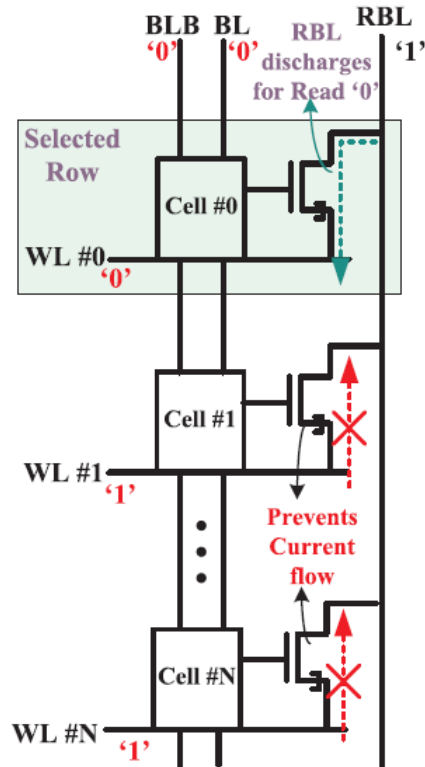 BLB BL RBL
‘0’ ‘0’ ‘1’
RBL
discharges
for Read ‘0’
Selected
Row
Cell #0
WL #0
‘0’
Cell #1
WL #1
‘1’
Prevents
Current
flow
Cell #N
WL #N
‘1’